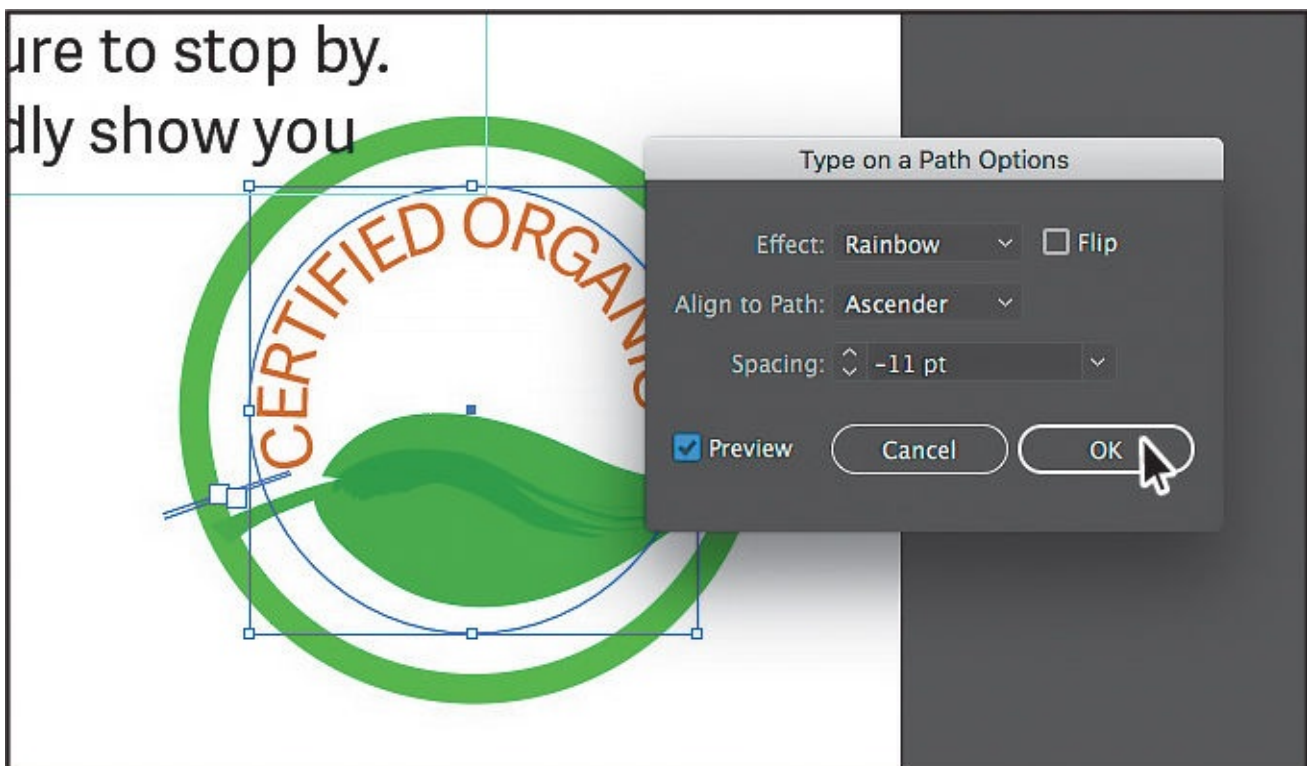 ure to stop by.
dly show you
CERTIFIED ORGANIC
Type on a Path Options
Effect: Rainbow Flip
Align to Path: Ascender
Spacing: -11 pt
Preview Cancel OK